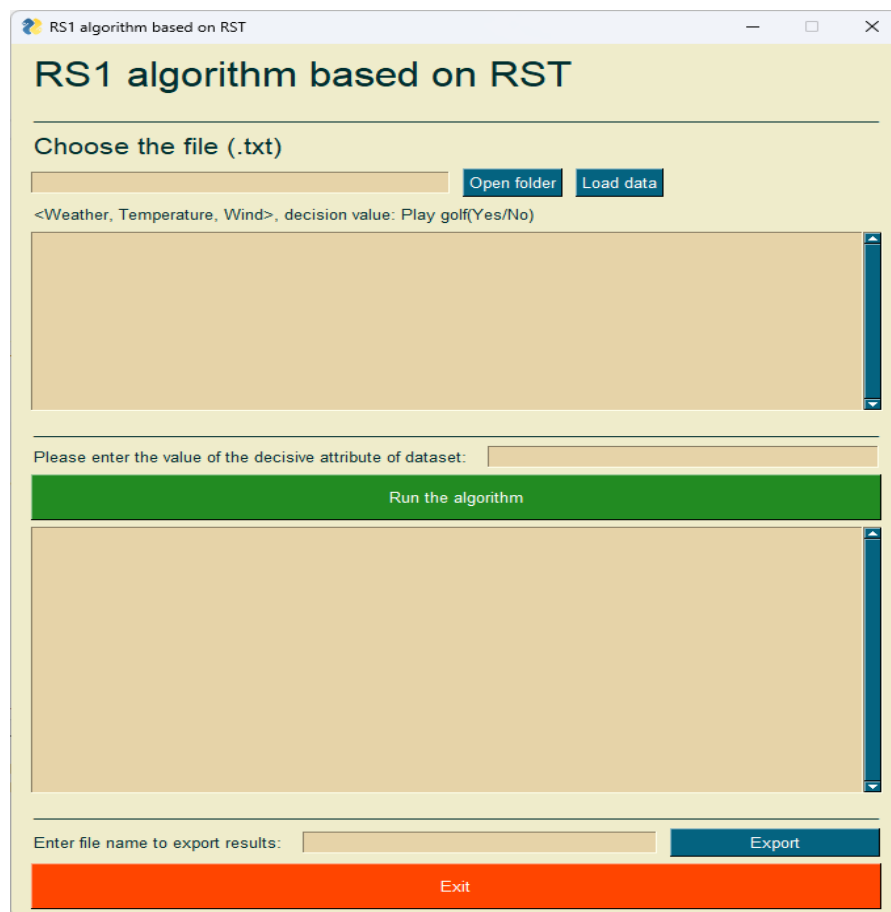 RS1 algorithm based on RST
RS1 algorithm based on RST
Choose the file (.txt)
Open folder Load data
<Weather, Temperature, Wind>, decision value: Play golf(Yes/No)
Please enter the value of the decisive attribute of dataset:
Run the algorithm
Enter file name to export results: Export
Exit